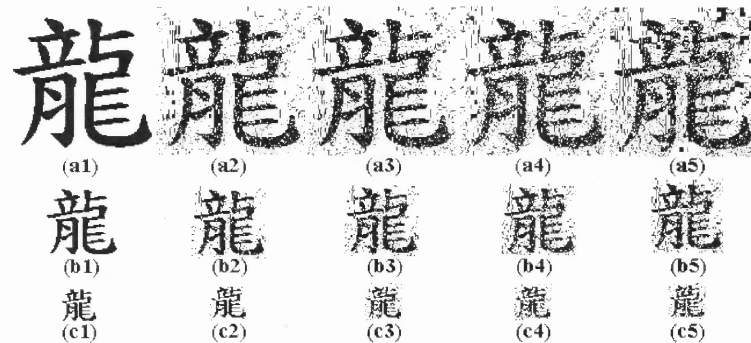 龍 龍 龍 龍 龍
(a1) (a2) (a3) (a4) (a5)
龍 龍 龍 龍 龍
(b1) (b2) (b3) (b4) (b5)
龍 龍 龍 龍 龍
(c1) (c2) (c3) (c4) (c5)